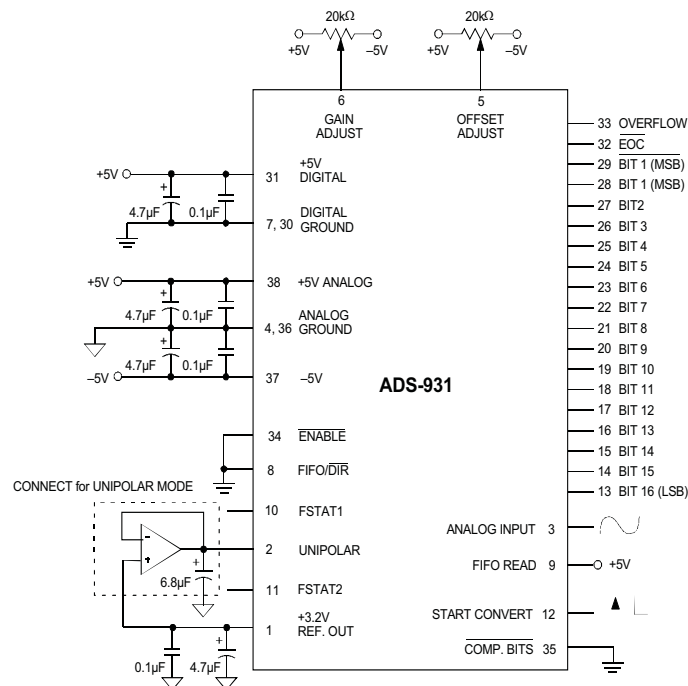 20kΩ
20kΩ
+5V
–5V
+5V
–5V
6
GAIN
ADJUST
5
OFFSET
ADJUST
+5V
31
+5V
DIGITAL
+
4.7µF
0.1µF
7, 30
DIGITAL
GROUND
+5V
38
+5V ANALOG
+
4.7µF
0.1µF
4, 36
ANALOG
GROUND
+
4.7µF
0.1µF
–5V
37
–5V
ADS-931
34
ENABLE
8
FIFO/DIR
CONNECT for UNIPOLAR MODE
10
FSTAT1
-
+
2
UNIPOLAR
+
6.8µF
11
FSTAT2
1
+3.2V
REF. OUT
+
0.1µF
4.7µF
33 OVERFLOW
32 EOC
29 BIT 1 (MSB)
28 BIT 1 (MSB)
27 BIT2
26 BIT 3
25 BIT 4
24 BIT 5
23 BIT 6
22 BIT 7
21 BIT 8
20 BIT 9
19 BIT 10
18 BIT 11
17 BIT 12
16 BIT 13
15 BIT 14
14 BIT 15
13 BIT 16 (LSB)
ANALOG INPUT 3
FIFO READ 9
+5V
START CONVERT 12
COMP. BITS 35